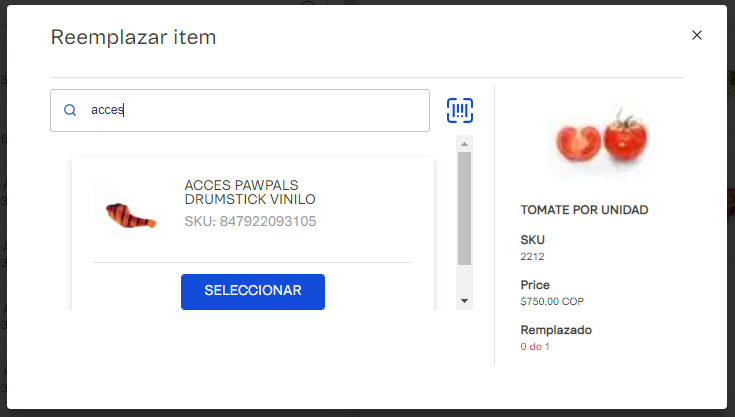 Reemplazar item
acces
ACCES PAWPALS
DRUMSTICK VINILO
SKU: 847922093105
SELECCIONAR
TOMATE POR UNIDAD
SKU
2212
Price
$750,00 COP
Remplazado
0 de 1